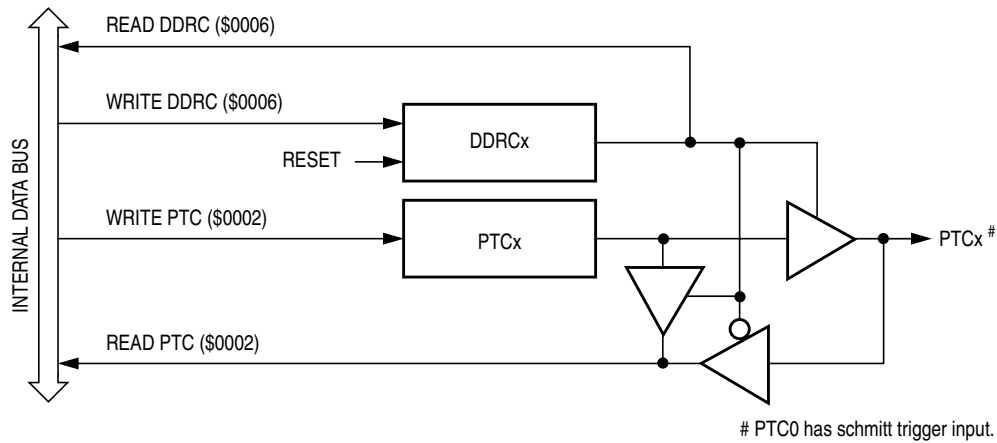 READ DDRC ($0006)
WRITE DDRC ($0006)
DDRCx
RESET
INTERNAL DATA BUS
WRITE PTC ($0002)
PTCx
PTCx #
READ PTC ($0002)
# PTC0 has schmitt trigger input.